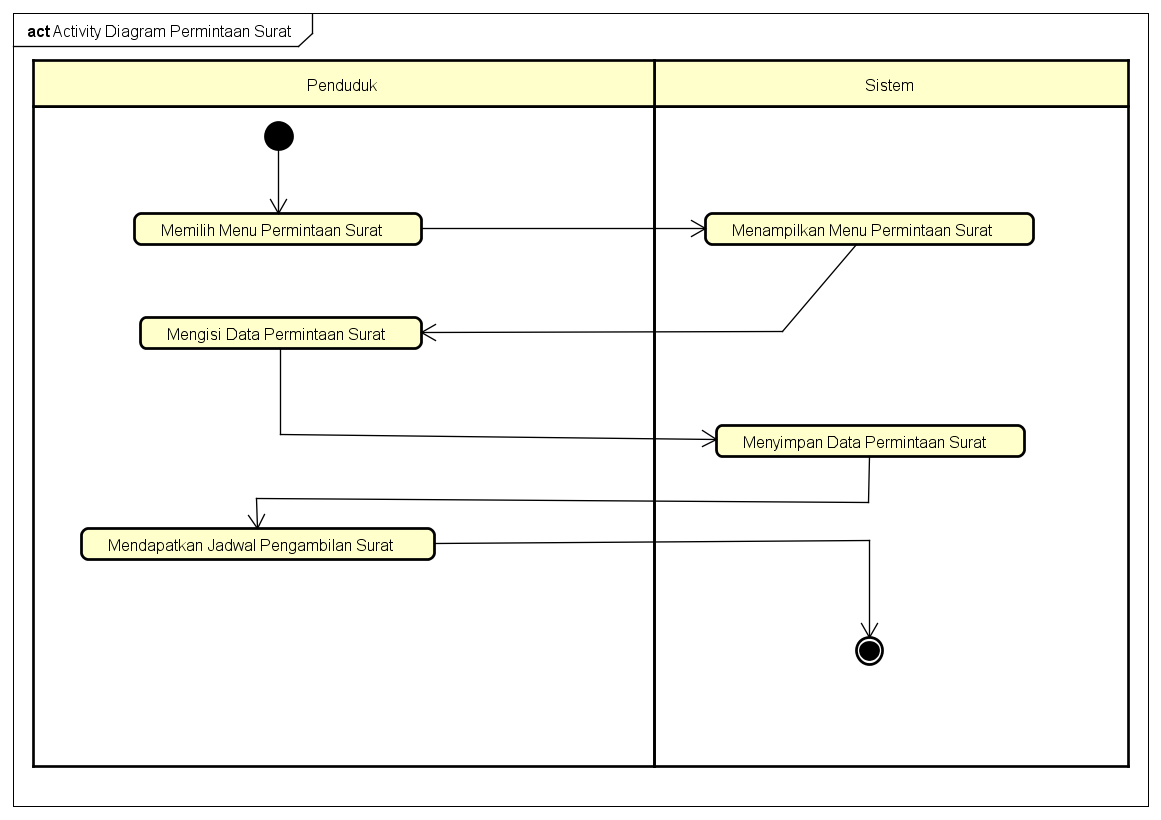 act Activity Diagram Permintaan Surat
Penduduk
Sistem
Memilih Menu Permintaan Surat
Menampilkan Menu Permintaan Surat
Mengisi Data Permintaan Surat
Menyimpan Data Permintaan Surat
Mendapatkan Jadwal Pengambilan Surat